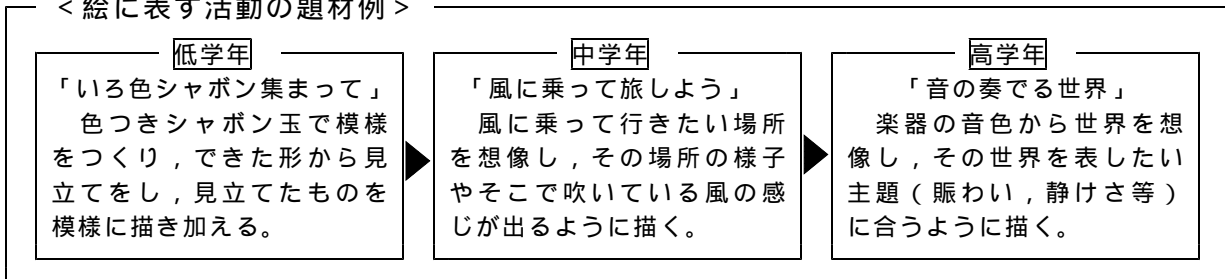 <絵に表す活動の題材例>
低学年
「いろ色シャボン集まって」
色つきシャボン玉で模様
をつくり,できた形から見
立てをし,見立てたものを
模様に描き加える。
中学年
「風に乗って旅しよう」
風に乗って行きたい場所
を想像し,その場所の様子
やそこで吹いている風の感
じが出るように描く。
高学年
「音の奏でる世界」
楽器の音色から世界を想
像し,その世界を表したい
主題(賑わい,静けさ等)
に合うように描く。